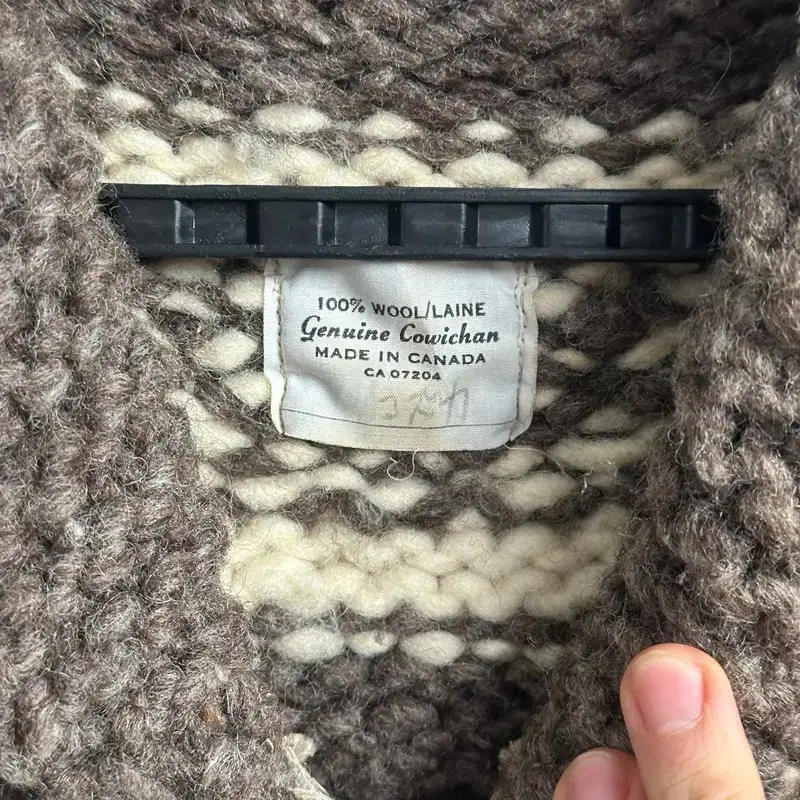 100% WOOL/LAINE
Genuine Cowichan
MADE IN CANADA
CA 07204